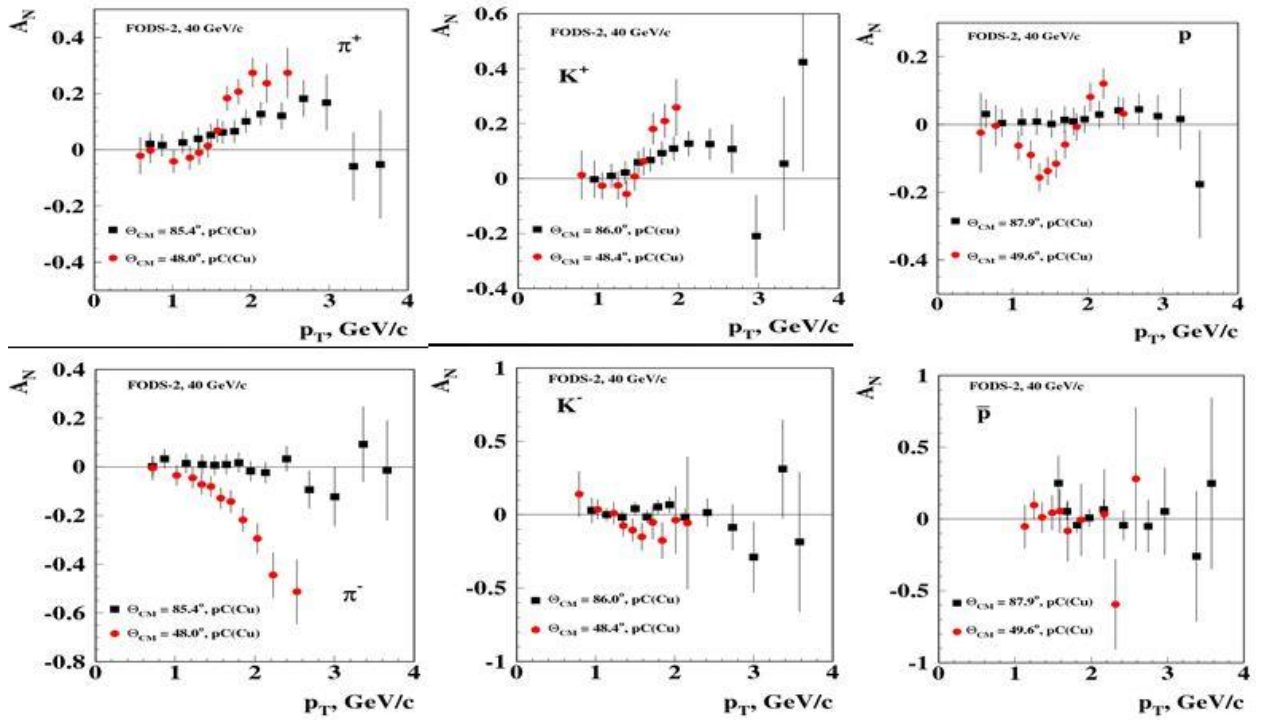 A_N
FODS-2, 40 GeV/c
π⁺
0.4
0.2
0
-0.2
-0.4
Θ_CM = 85.4°, pC(Cu)
Θ_CM = 48.0°, pC(Cu)
0 1 2 3 4
p_T, GeV/c
A_N
FODS-2, 40 GeV/c
K⁺
0.6
0.4
0.2
0
-0.2
-0.4
Θ_CM = 86.0°, pC(cu)
Θ_CM = 48.4°, pC(Cu)
0 1 2 3 4
p_T, GeV/c
A_N
FODS-2, 40 GeV/c
p
0.2
0
-0.2
-0.4
Θ_CM = 87.9°, pC(Cu)
Θ_CM = 49.6°, pC(Cu)
0 1 2 3 4
p_T, GeV/c
A_N
FODS-2, 40 GeV/c
0.4
0.2
0
-0.2
-0.4
-0.6
-0.8
π⁻
Θ_CM = 85.4°, pC(Cu)
Θ_CM = 48.0°, pC(Cu)
0 1 2 3 4
p_T, GeV/c
A_N
FODS-2, 40 GeV/c
K⁻
1
0.5
0
-0.5
-1
Θ_CM = 86.0°, pC(Cu)
Θ_CM = 48.4°, pC(Cu)
0 1 2 3 4
p_T, GeV/c
A_N
FODS-2, 40 GeV/c
p̅
1
0.5
0
-0.5
-1
Θ_CM = 87.9°, pC(Cu)
Θ_CM = 49.6°, pC(Cu)
0 1 2 3 4
p_T, GeV/c